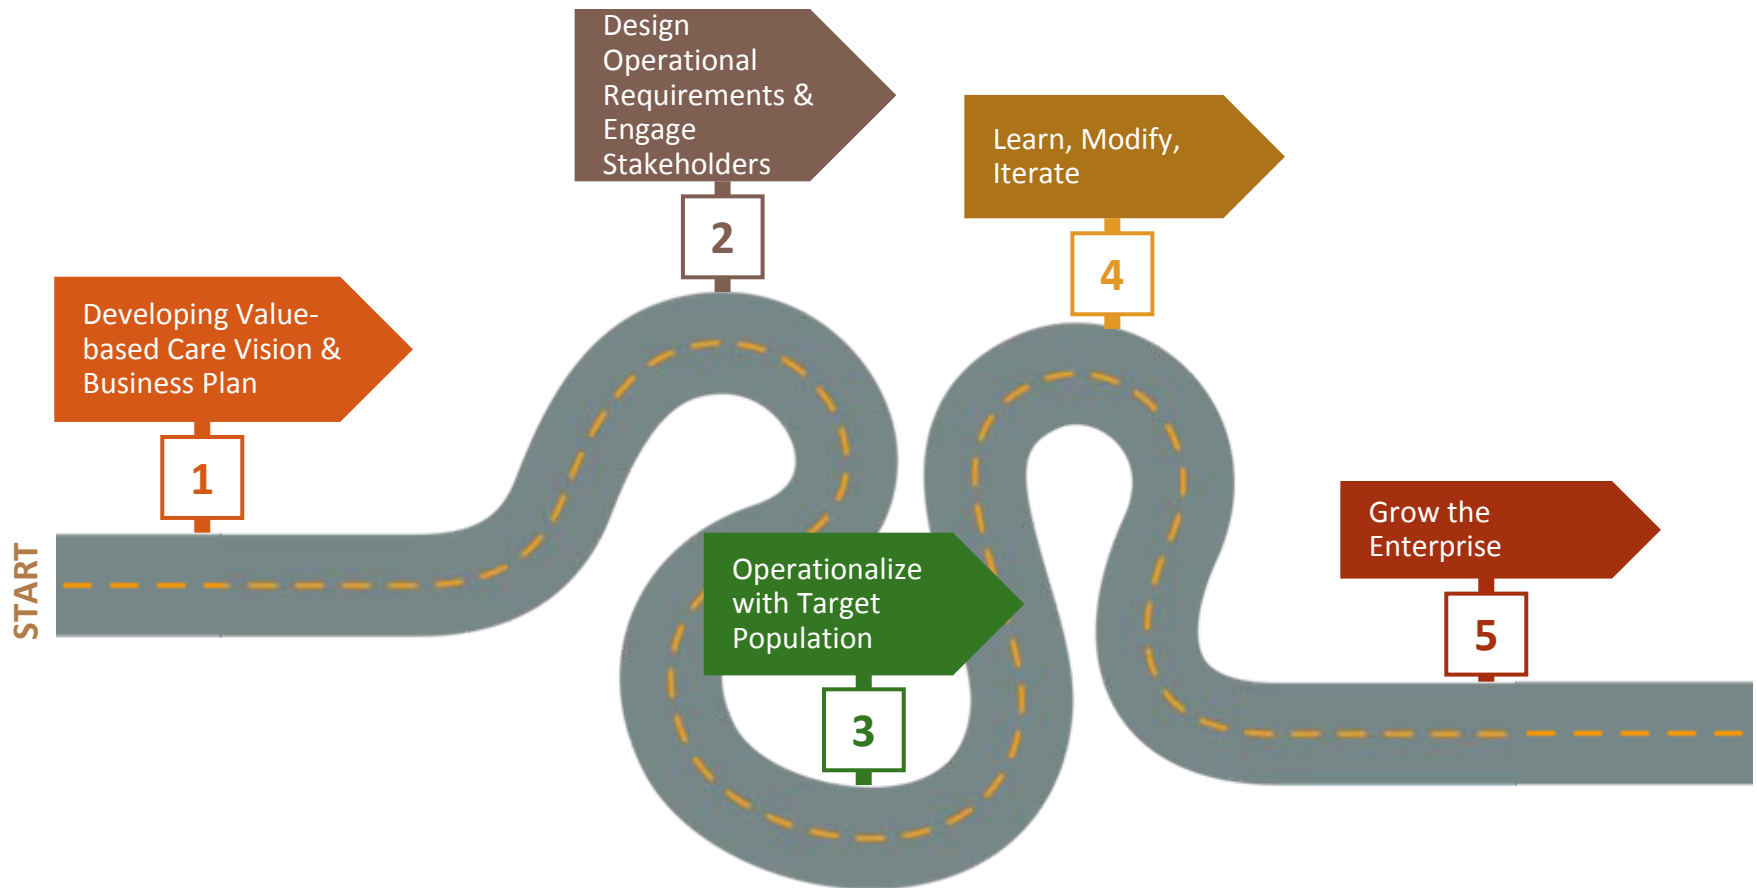 START
Developing Value-
based Care Vision &
Business Plan
1
Design
Operational
Requirements &
Engage
Stakeholders
2
Operationalize
with Target
Population
3
Learn, Modify,
Iterate
4
Grow the
Enterprise
5